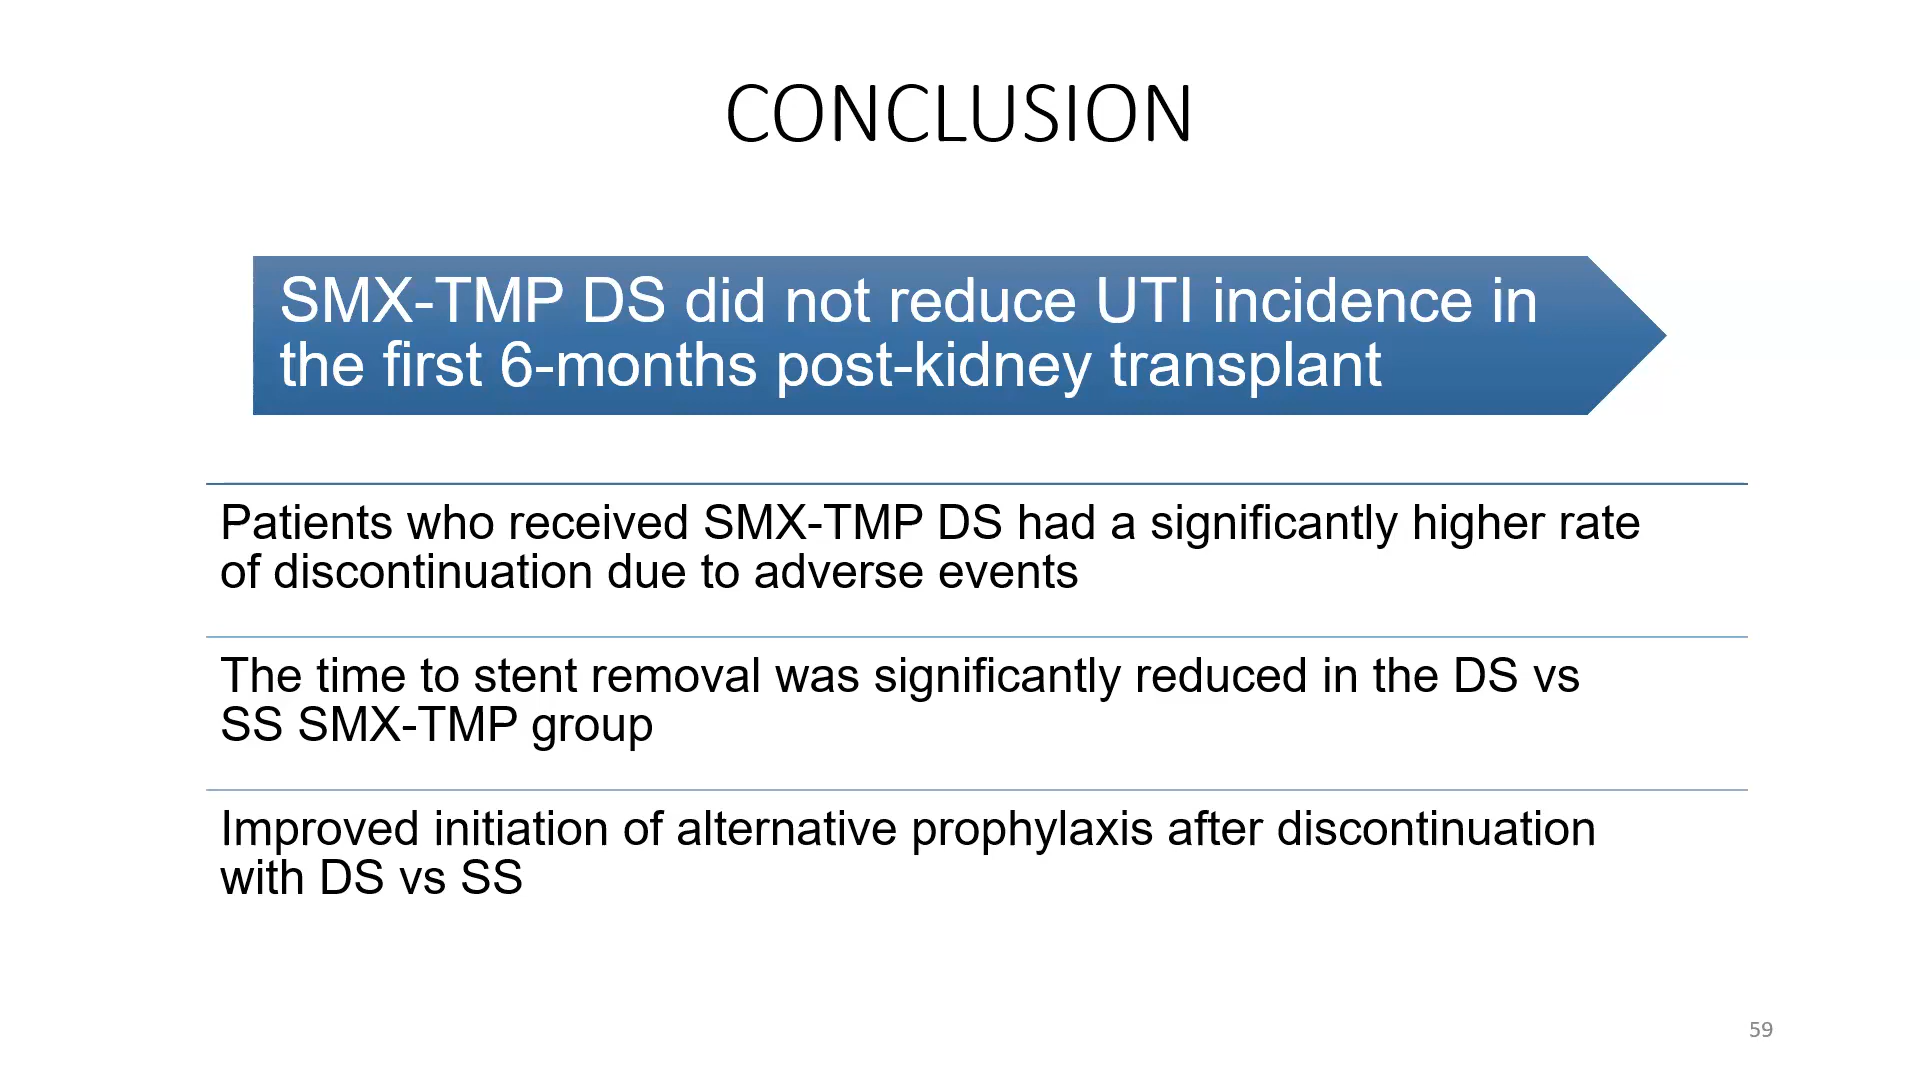 CONCLUSION
SMX-TMP DS did not reduce UTI incidence in
the first 6-months post-kidney transplant
Patients who received SMX-TMP DS had a significantly higher rate
of discontinuation due to adverse events
The time to stent removal was significantly reduced in the DS vs
SS SMX-TMP group
Improved initiation of alternative prophylaxis after discontinuation
with DS vs SS
59